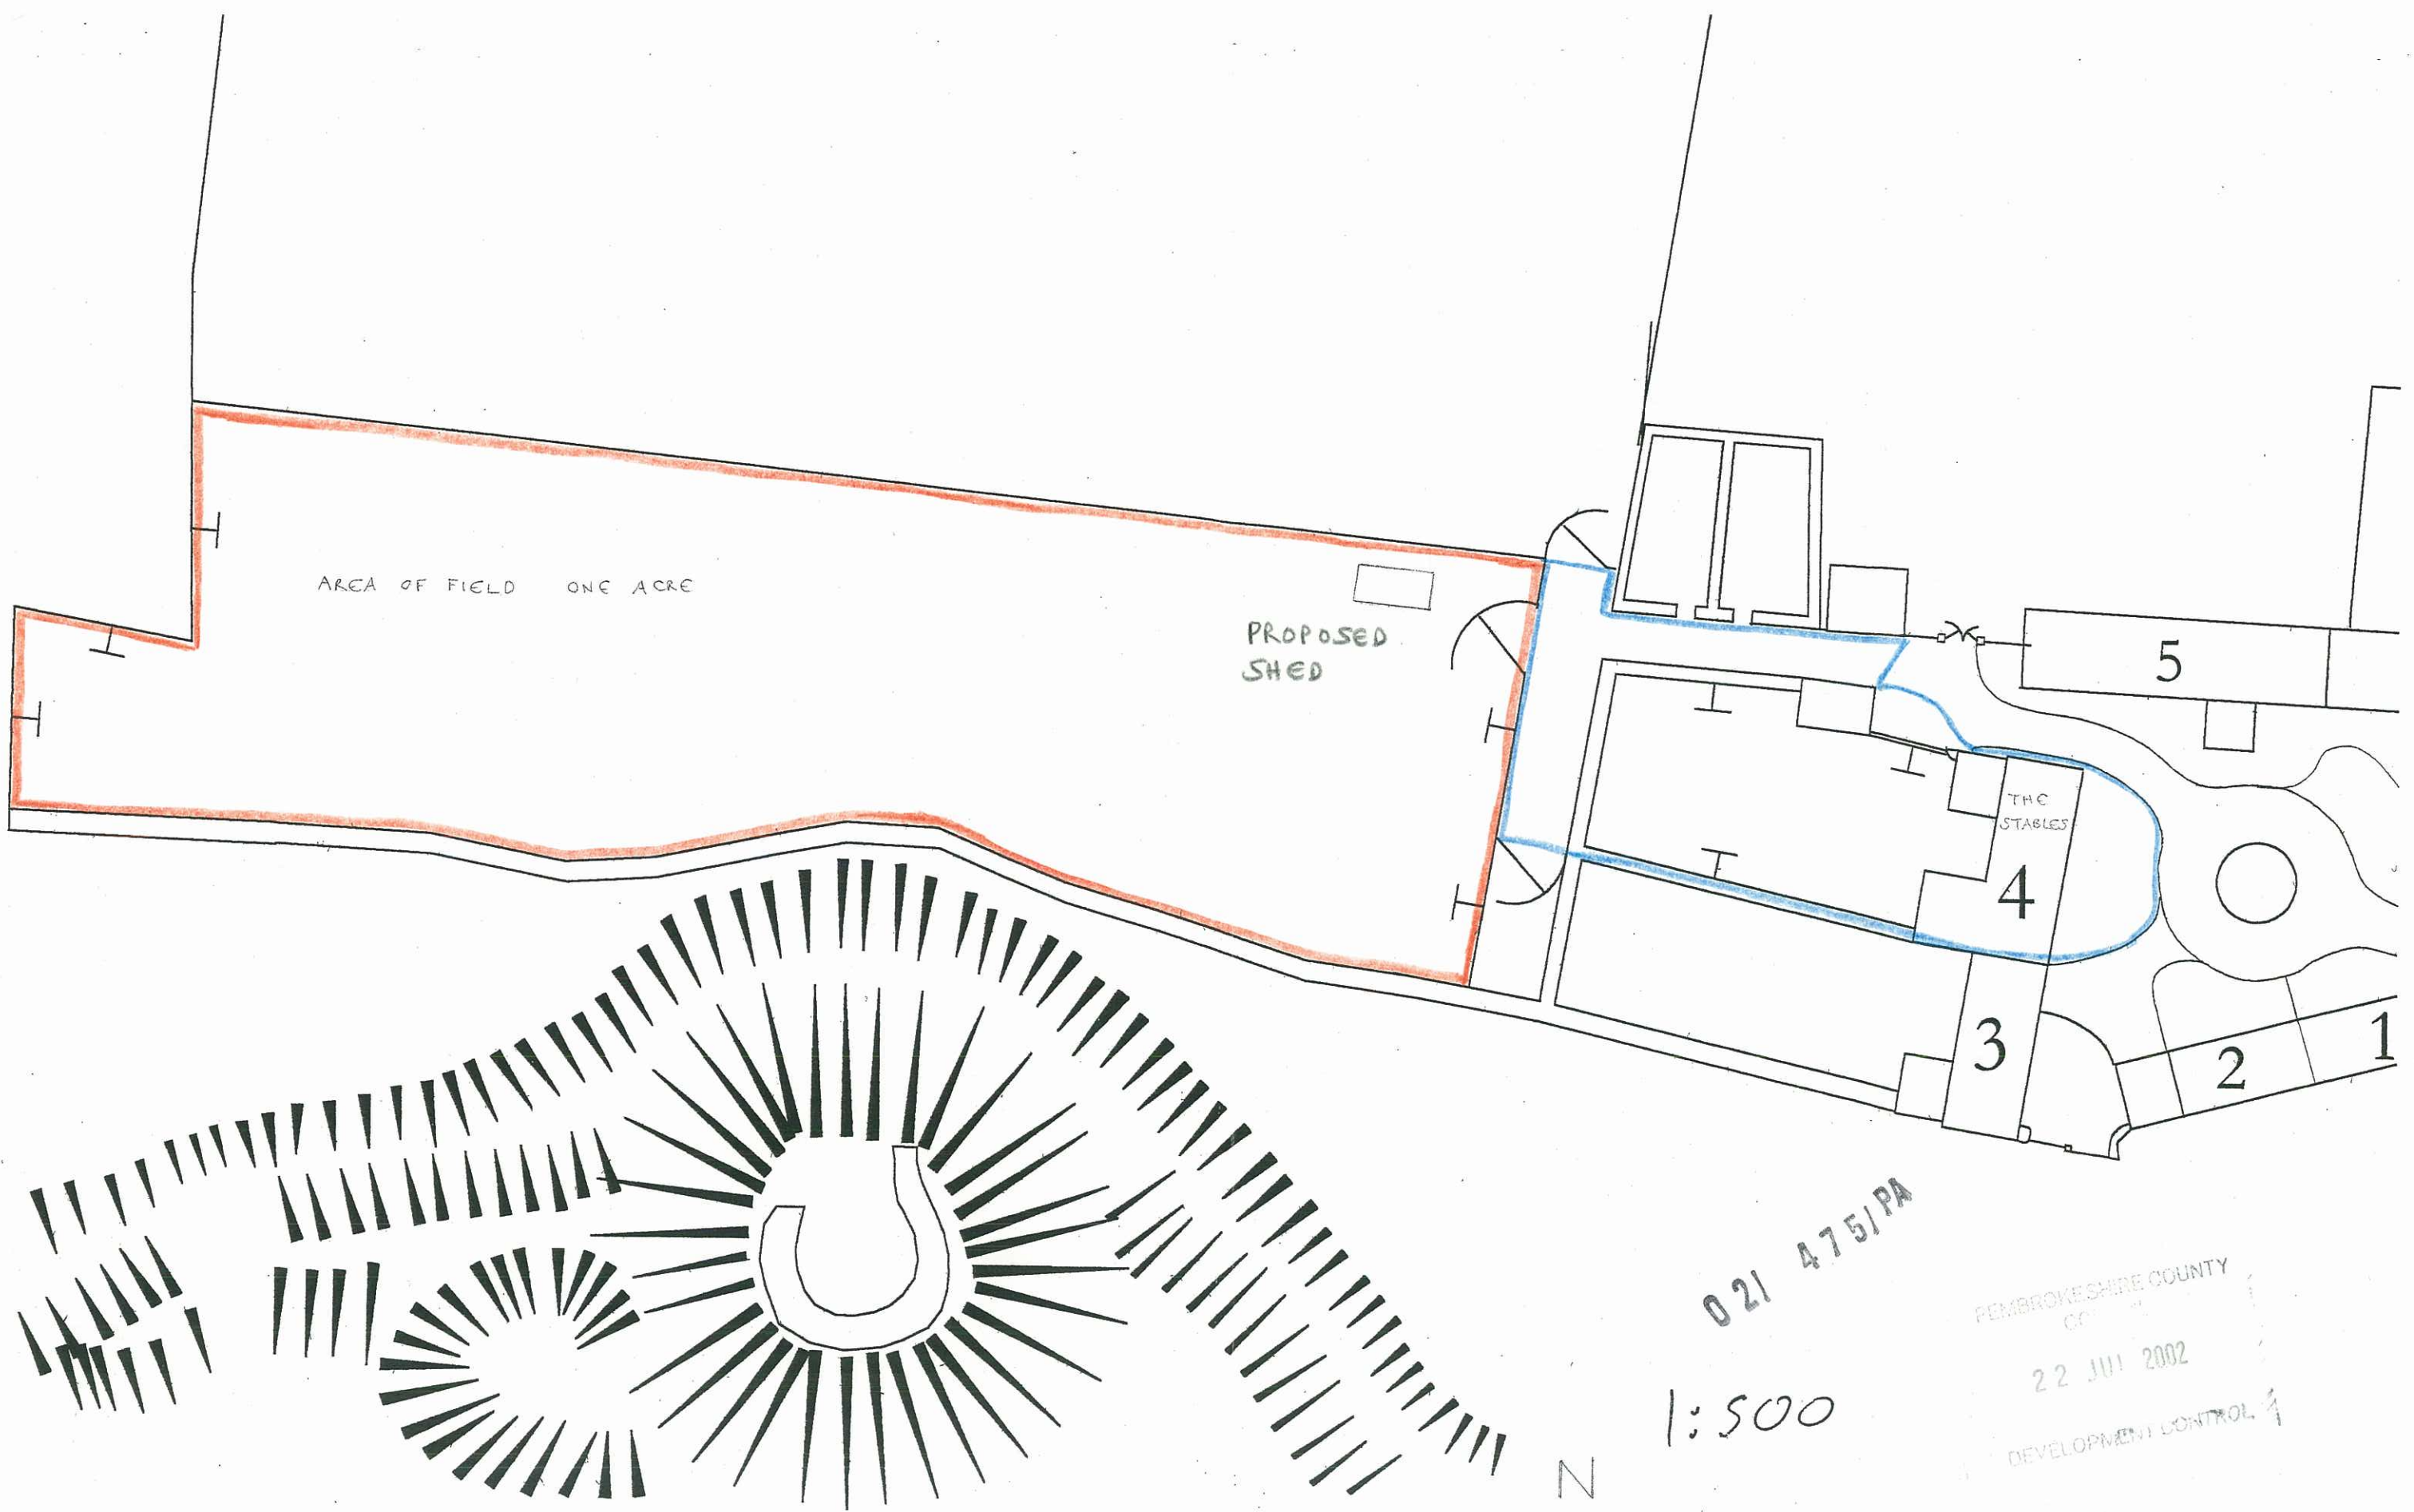 AREA OF FIELD ONE ACRE
PROPOSED
SHED
5
THE
STABLES
4
3
2
1
021 475/PA
PEMBROKESHIRE COUNTY
22 JUL 2002
DEVELOPMENT CONTROL
1:500
N